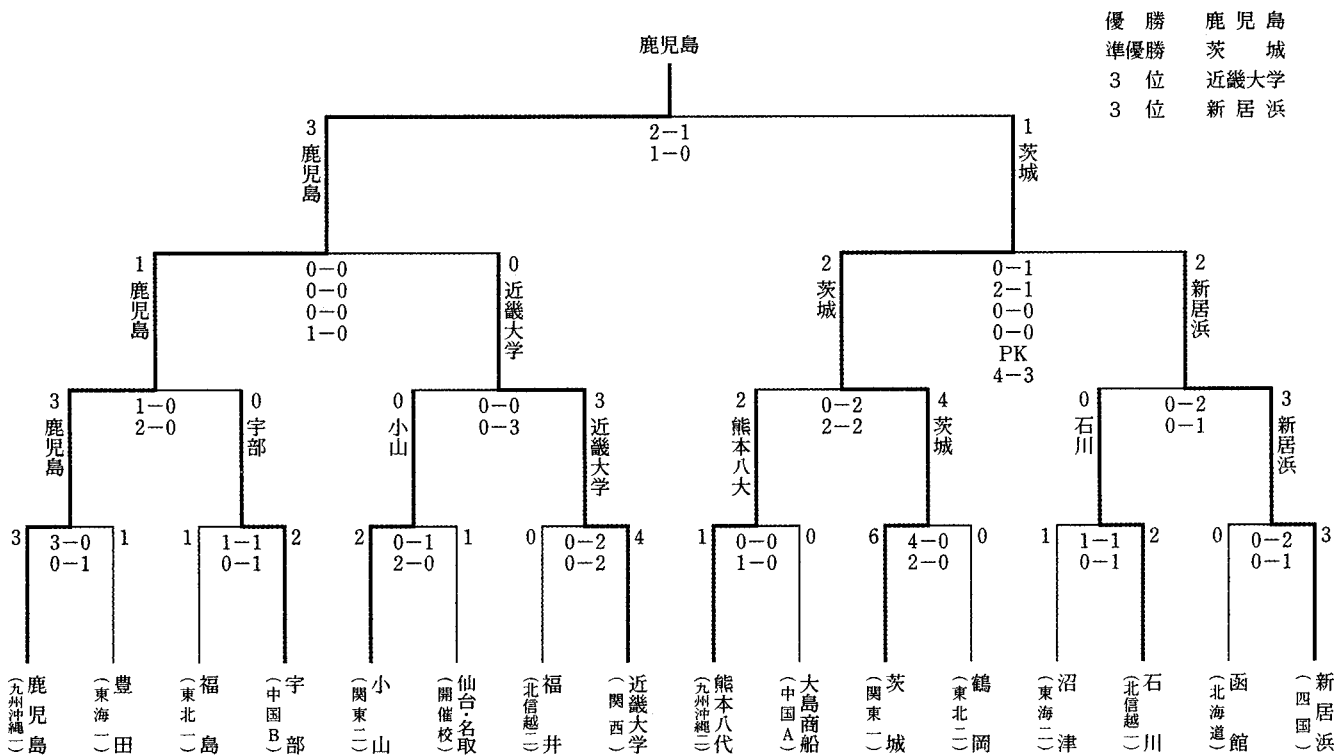 優勝 鹿児島
準優勝 茨城
3位 近畿大学
3位 新居浜
鹿児島
3 鹿児島
2-1
1-0
1 茨城
1 鹿児島
0-0
0-0
0-0
1-0
0 近畿大学
2 茨城
0-1
2-1
0-0
0-0
PK
4-3
2 新居浜
3 鹿児島
1-0
2-0
0 宇部
0 小山
0-0
0-3
3 近畿大学
2 熊本八大
0-2
2-2
4 茨城
0 石川
0-2
0-1
3 新居浜
3
3-0
0-1
1
1
1-1
0-1
2
2
0-1
2-0
1
0
0-2
0-2
4
1
0-0
1-0
0
6
4-0
2-0
0
1
1-1
0-1
2
0
0-2
0-1
3
鹿児島 (九州沖縄一)
豊田 (東海一)
福島 (東北一)
宇部 (中国B)
小山 (関東二)
仙台・名取 (開催校)
福井 (北信越二)
近畿大学 (関西)
熊本八代 (九州沖縄二)
大島商船 (中国A)
茨城 (関東一)
鶴岡 (東北二)
沼津 (東海二)
石川 (北信越一)
函館 (北海道)
新居浜 (四国)